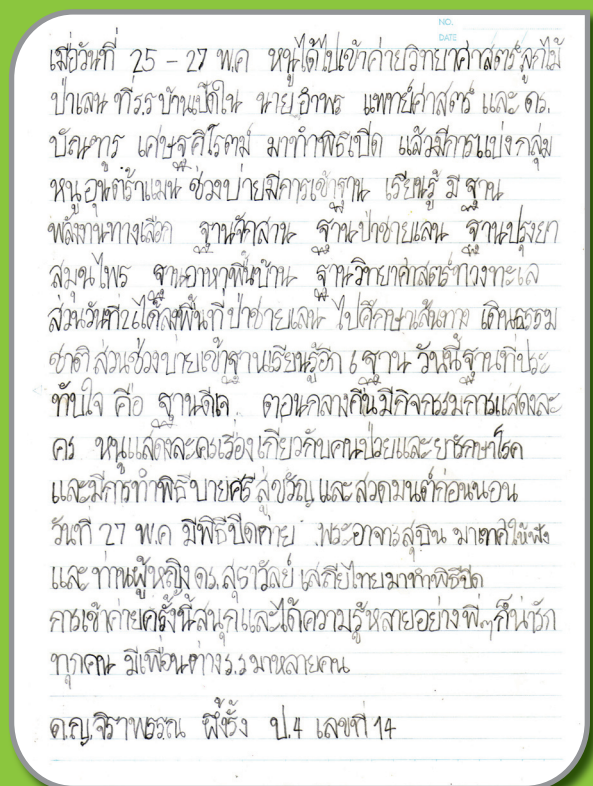 NO.
DATE
เมื่อวันที่ 25 - 27 พ.ค หนูได้ไปเข้าค่ายวิทยาศาสตร์ลูกไม้
ป่าเลน ที่ร.ร บ้านเป็ดใน นายอำพร แพทย์ศาสตร์ และ ดร.
บัณฑูร เศษฐศิโรตม์ มาทำพิธีเปิด แล้วมีการแบ่งกลุ่ม
หนูอุนตร้าแมน ช่วงบ่ายมีการเข้าฐาน เรียนรู้ มี ฐาน
พลังงานทางเลือก ฐานจักสาน ฐานป่าชายเลน ฐานปรุงยา
สมุนไพร ฐานอาหาพื้นบ้าน ฐานวิทยาศาสตร์ทางทะเล
ส่วนวันที่26ได้ลงพื้นที่ป่าชายเลน ไปศึกษาเส้นทาง เดินธรรม
ชาติ ส่วนช่วงบ่ายเข้าฐานเรียนรู้อีก 6 ฐาน วันนี้ฐานที่ประ
ทับใจ คือ ฐานดีเจ ตอนกลางคืนมีกิจกรรมการแสดงละ
คร หนูแสดงละครเรื่องเกี่ยวกับคนป่วยและยารักษาโรค
และมีการทำพิธีบายศรี สู่ขวัญ และสวดมนต์ก่อนนอน
วันที่ 27 พ.ค มีพิธีปิดค่าย พระอาจารสุบิน มาเทศให้ฟัง
และ ท่านผู้หญิง ดร.สุธาวัลย์ เสถียไทยมาทำพิธีปิด
การเข้าค่ายครั้งนี้สนุกและได้ความรู้หลายอย่างพี่ๆก็น่ารัก
ทุกคน มีเพื่อนต่างร.รมาหลายคน
ด.ญ.จิราพรรณ ผึ้งรั้ง ป.4 เลขที่ 14